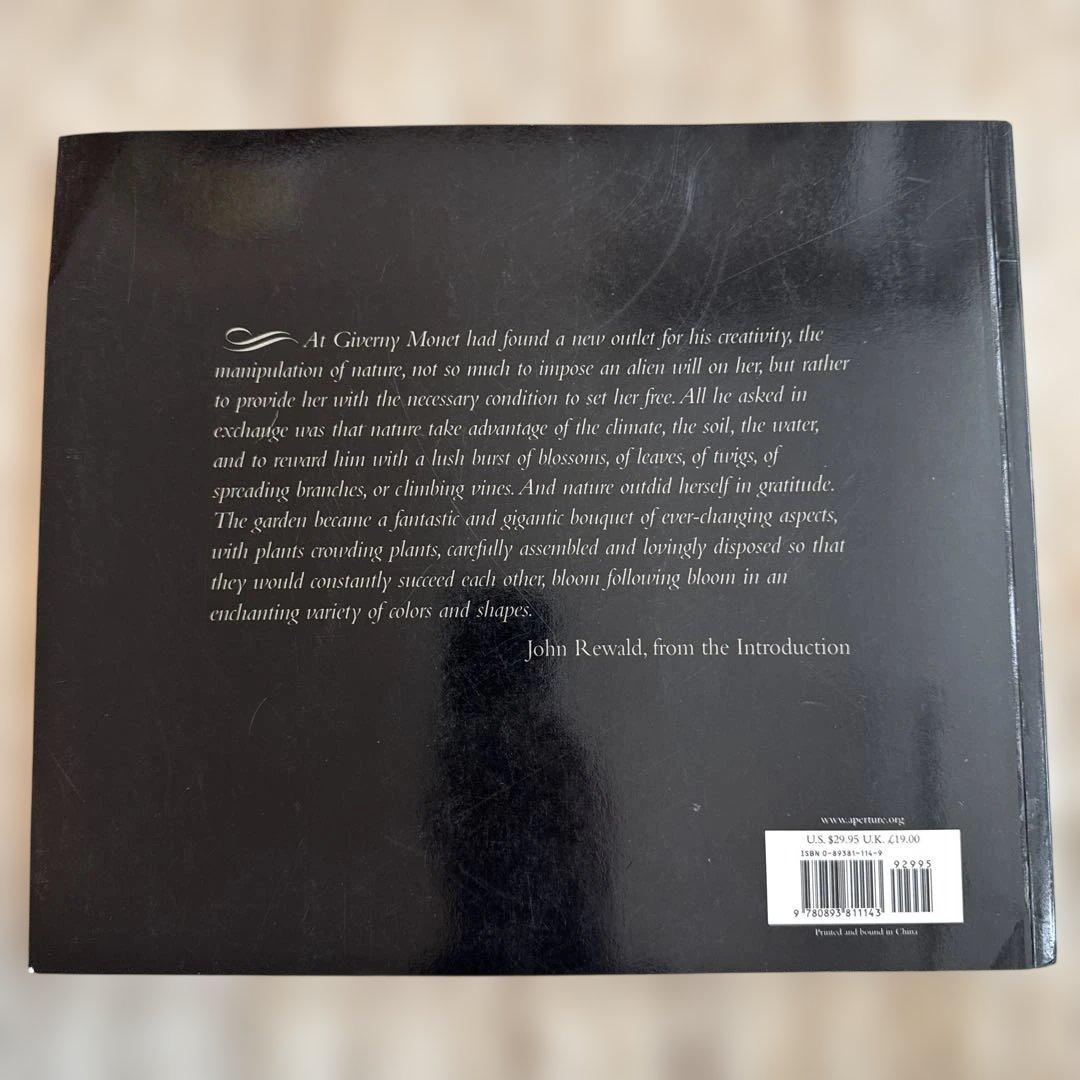 At Giverny Monet had found a new outlet for his creativity, the
manipulation of nature, not so much to impose an alien will on her, but rather
to provide her with the necessary condition to set her free. All he asked in
exchange was that nature take advantage of the climate, the soil, the water,
and to reward him with a lush burst of blossoms, of leaves, of twigs, of
spreading branches, or climbing vines. And nature outdid herself in gratitude.
The garden became a fantastic and gigantic bouquet of ever-changing aspects,
with plants crowding plants, carefully assembled and lovingly disposed so that
they would constantly succeed each other, bloom following bloom in an
enchanting variety of colors and shapes.
John Rewald, from the Introduction
www.aperture.org
U.S. $29.95 U.K. £19.00
ISBN 0-89381-114-9
92995
9 780893 811143
Printed and bound in China